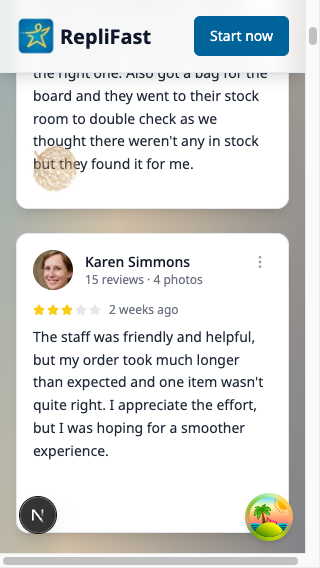 RepliFast
Start now
the right one. Also got a bag for the
board and they went to their stock
room to double check as we
thought there weren't any in stock
but they found it for me.
Karen Simmons
15 reviews · 4 photos
2 weeks ago
The staff was friendly and helpful,
but my order took much longer
than expected and one item wasn't
quite right. I appreciate the effort,
but I was hoping for a smoother
experience.
N